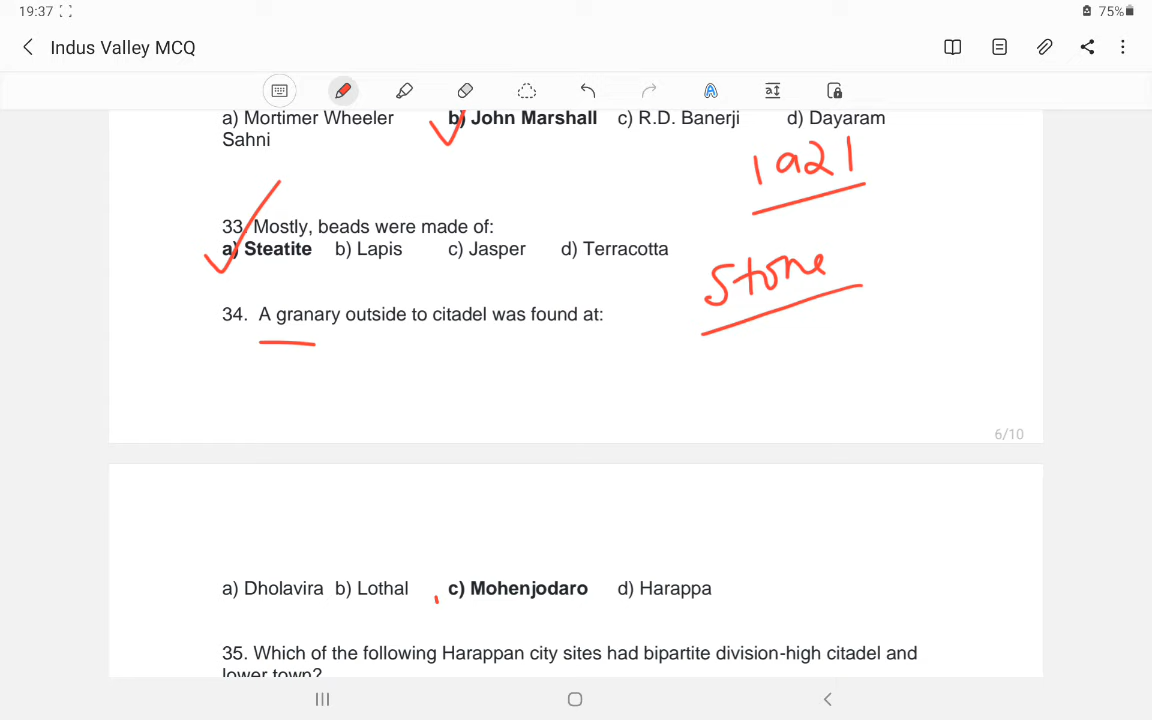 19:37 75%
Indus Valley MCQ
a) Mortimer Wheeler b) John Marshall c) R.D. Banerji d) Dayaram
Sahni
1921
33. Mostly, beads were made of:
a) Steatite b) Lapis c) Jasper d) Terracotta
Stone
34. A granary outside to citadel was found at:
6/10
a) Dholavira b) Lothal c) Mohenjodaro d) Harappa
35. Which of the following Harappan city sites had bipartite division-high citadel and
lower town?